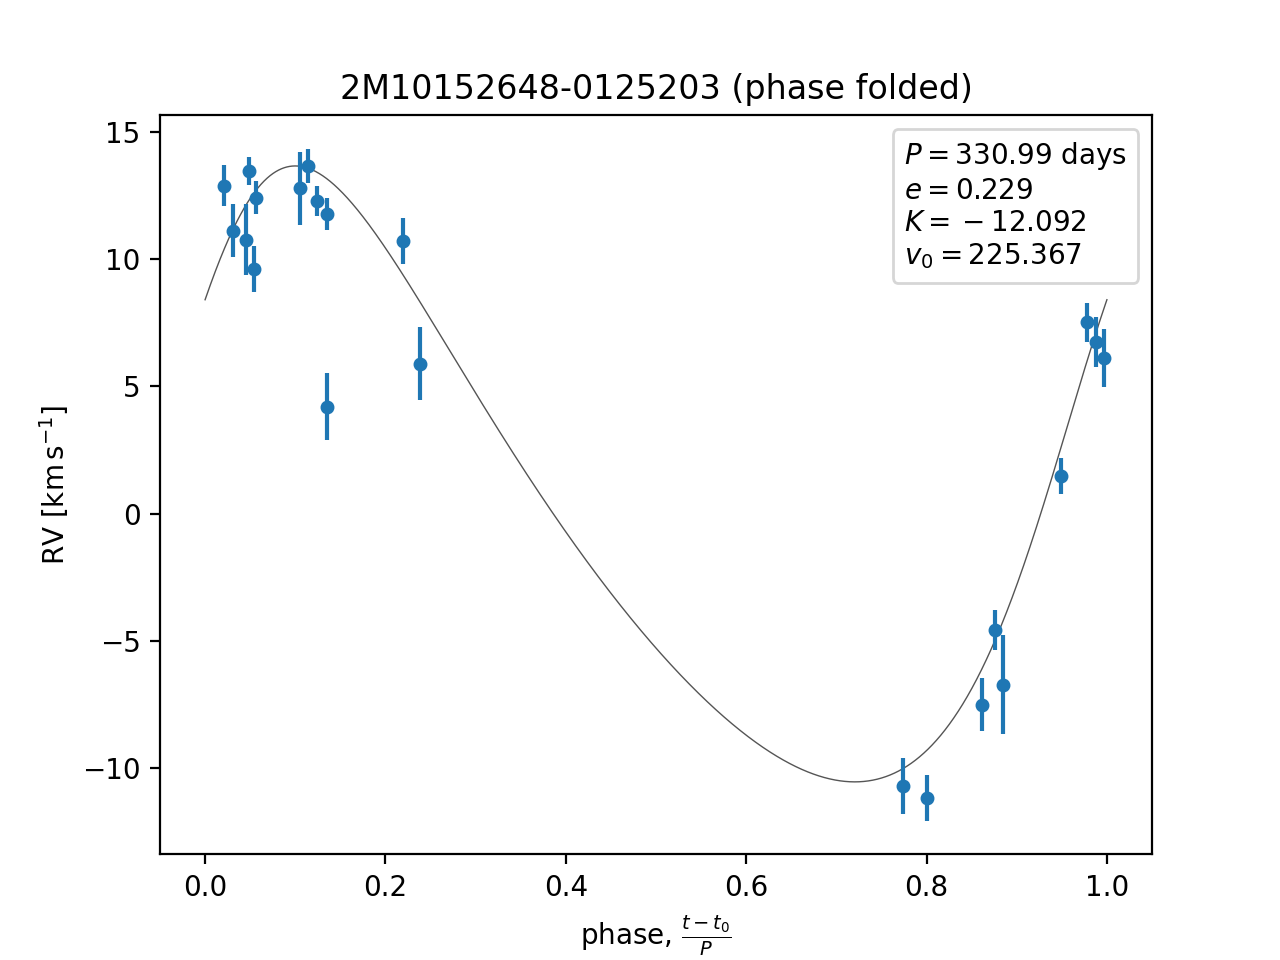 2M10152648-0125203 (phase folded)
P = 330.99 days
e = 0.229
K = −12.092
v₀ = 225.367
15
10
5
0
−5
−10
RV [km s⁻¹]
0.0 0.2 0.4 0.6 0.8 1.0
phase, (t − t₀)/P